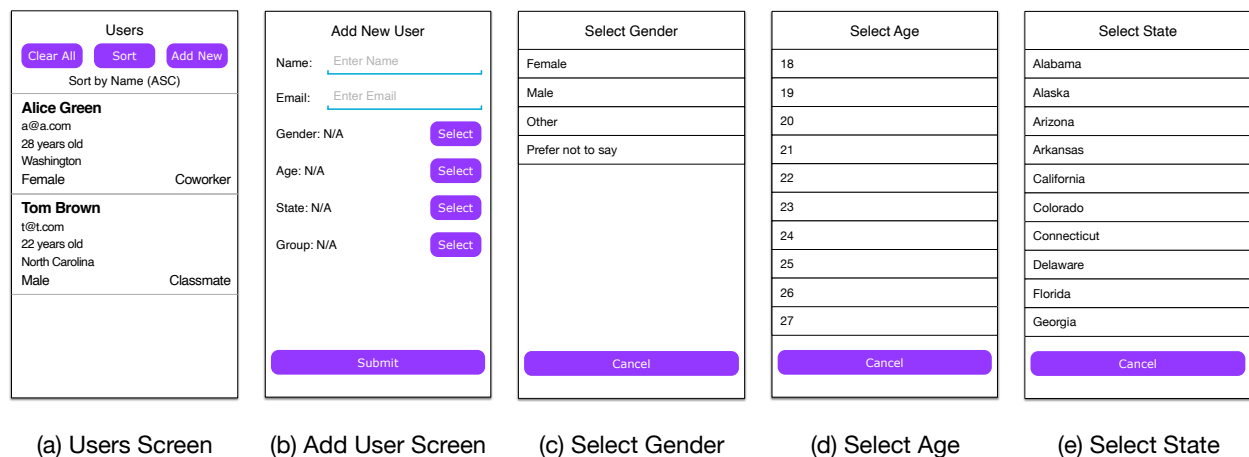 Users
Clear All Sort Add New
Sort by Name (ASC)
Alice Green
a@a.com
28 years old
Washington
Female Coworker
Tom Brown
t@t.com
22 years old
North Carolina
Male Classmate
(a) Users Screen
Add New User
Name: Enter Name
Email: Enter Email
Gender: N/A Select
Age: N/A Select
State: N/A Select
Group: N/A Select
Submit
(b) Add User Screen
Select Gender
Female
Male
Other
Prefer not to say
Cancel
(c) Select Gender
Select Age
18
19
20
21
22
23
24
25
26
27
Cancel
(d) Select Age
Select State
Alabama
Alaska
Arizona
Arkansas
California
Colorado
Connecticut
Delaware
Florida
Georgia
Cancel
(e) Select State